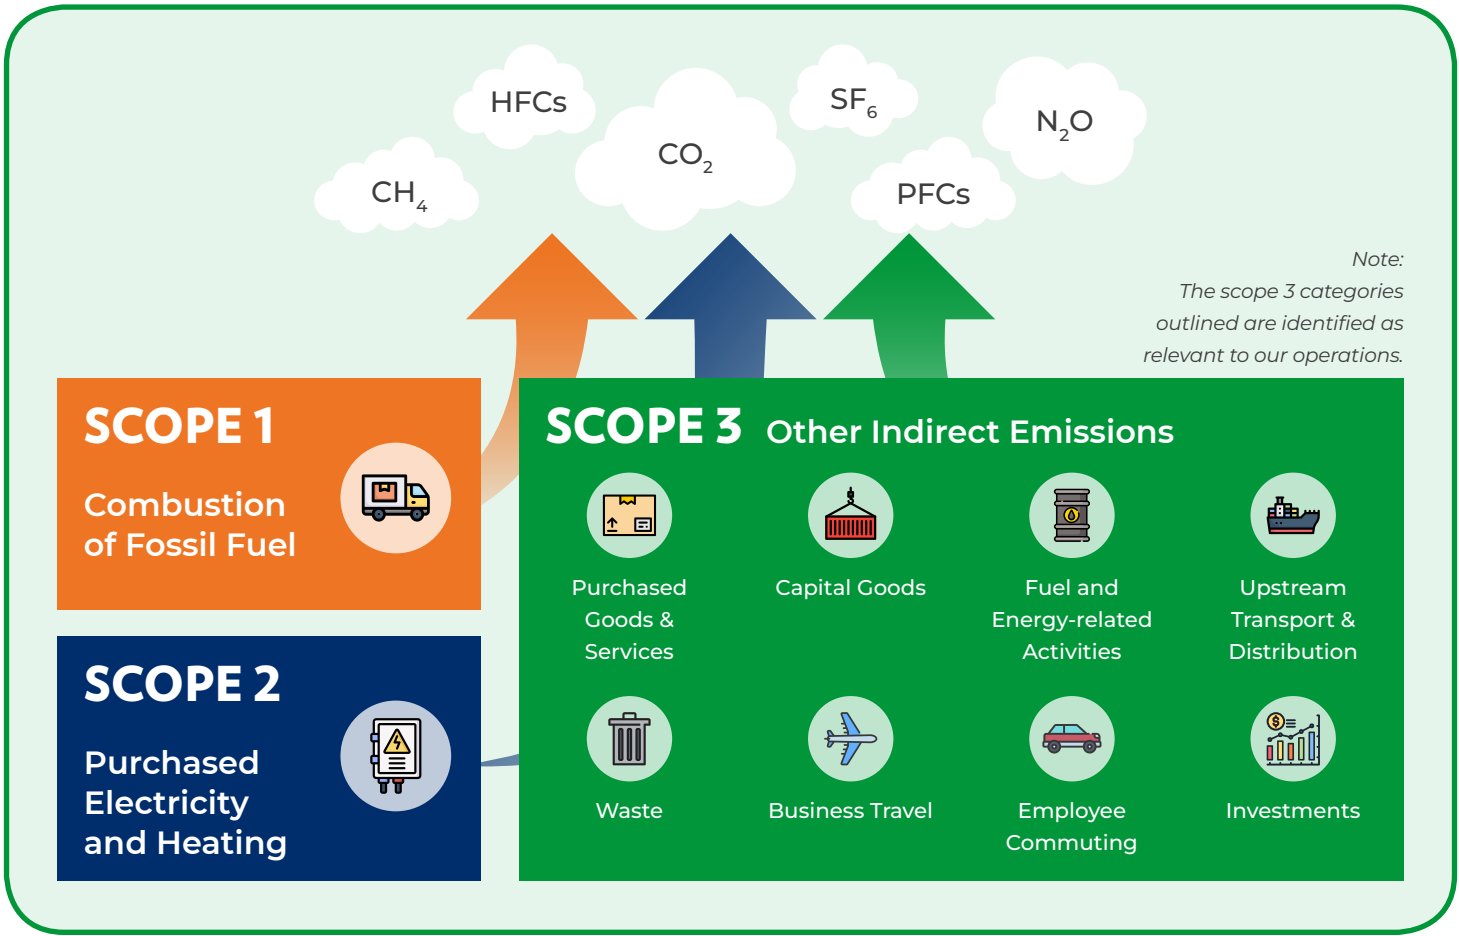 HFCs
SF6
N2O
CO2
CH4
PFCs
Note:
The scope 3 categories
outlined are identified as
relevant to our operations.
SCOPE 1
Combustion
of Fossil Fuel
SCOPE 2
Purchased
Electricity
and Heating
SCOPE 3 Other Indirect Emissions
Purchased
Goods &
Services
Capital Goods
Fuel and
Energy-related
Activities
Upstream
Transport &
Distribution
Waste
Business Travel
Employee
Commuting
Investments